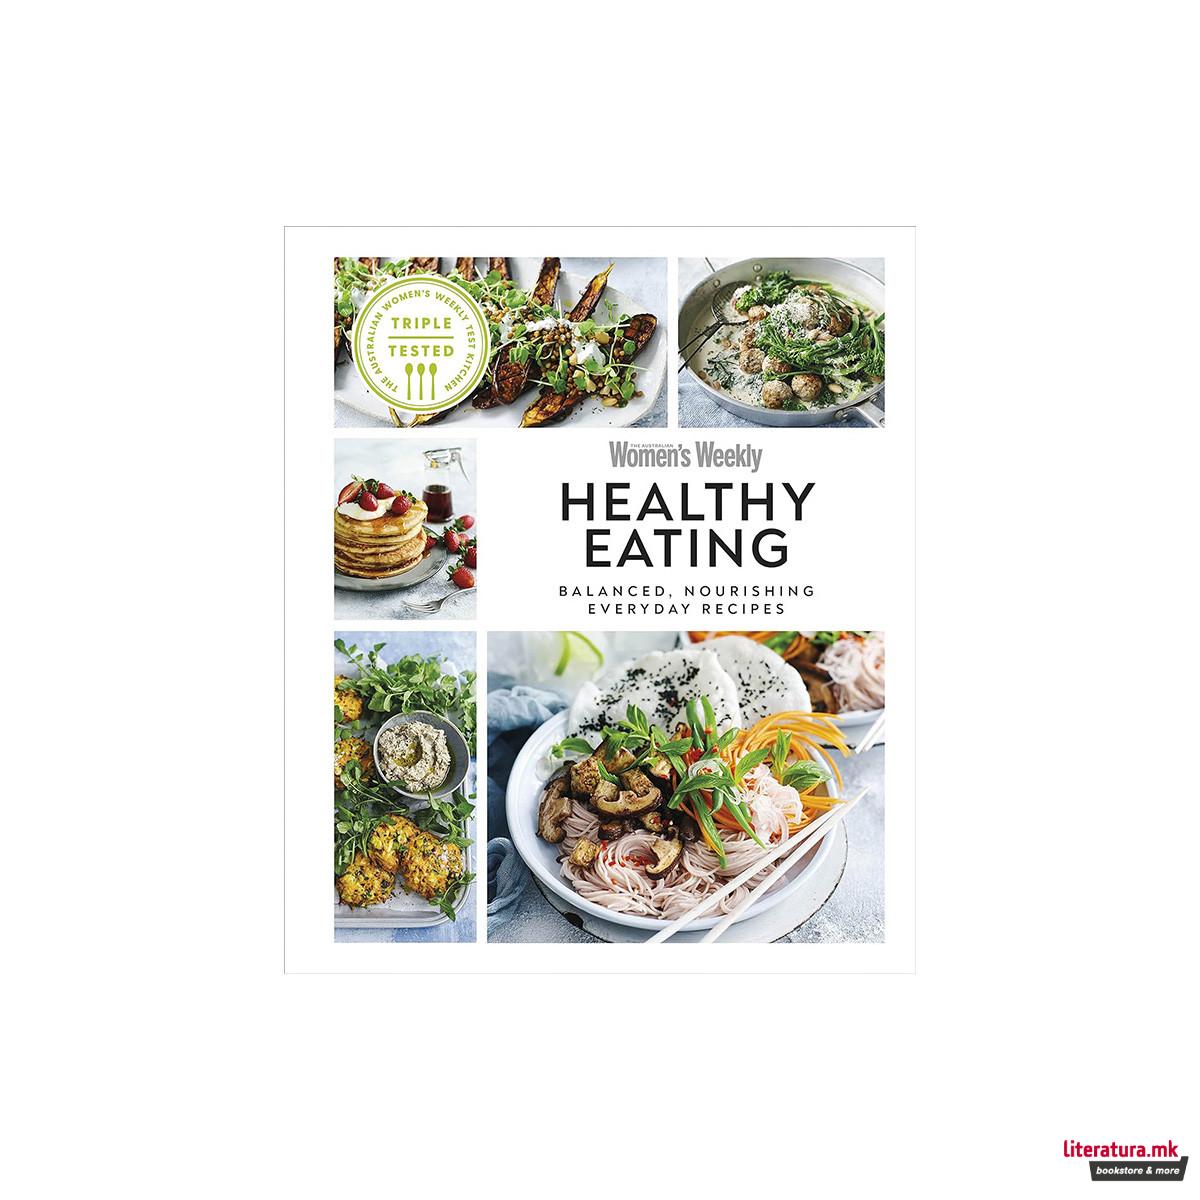 THE AUSTRALIAN WOMEN'S WEEKLY TEST KITCHEN
TRIPLE
TESTED
THE AUSTRALIAN
Women's Weekly
HEALTHY
EATING
BALANCED, NOURISHING
EVERYDAY RECIPES
literatura.mk
bookstore & more